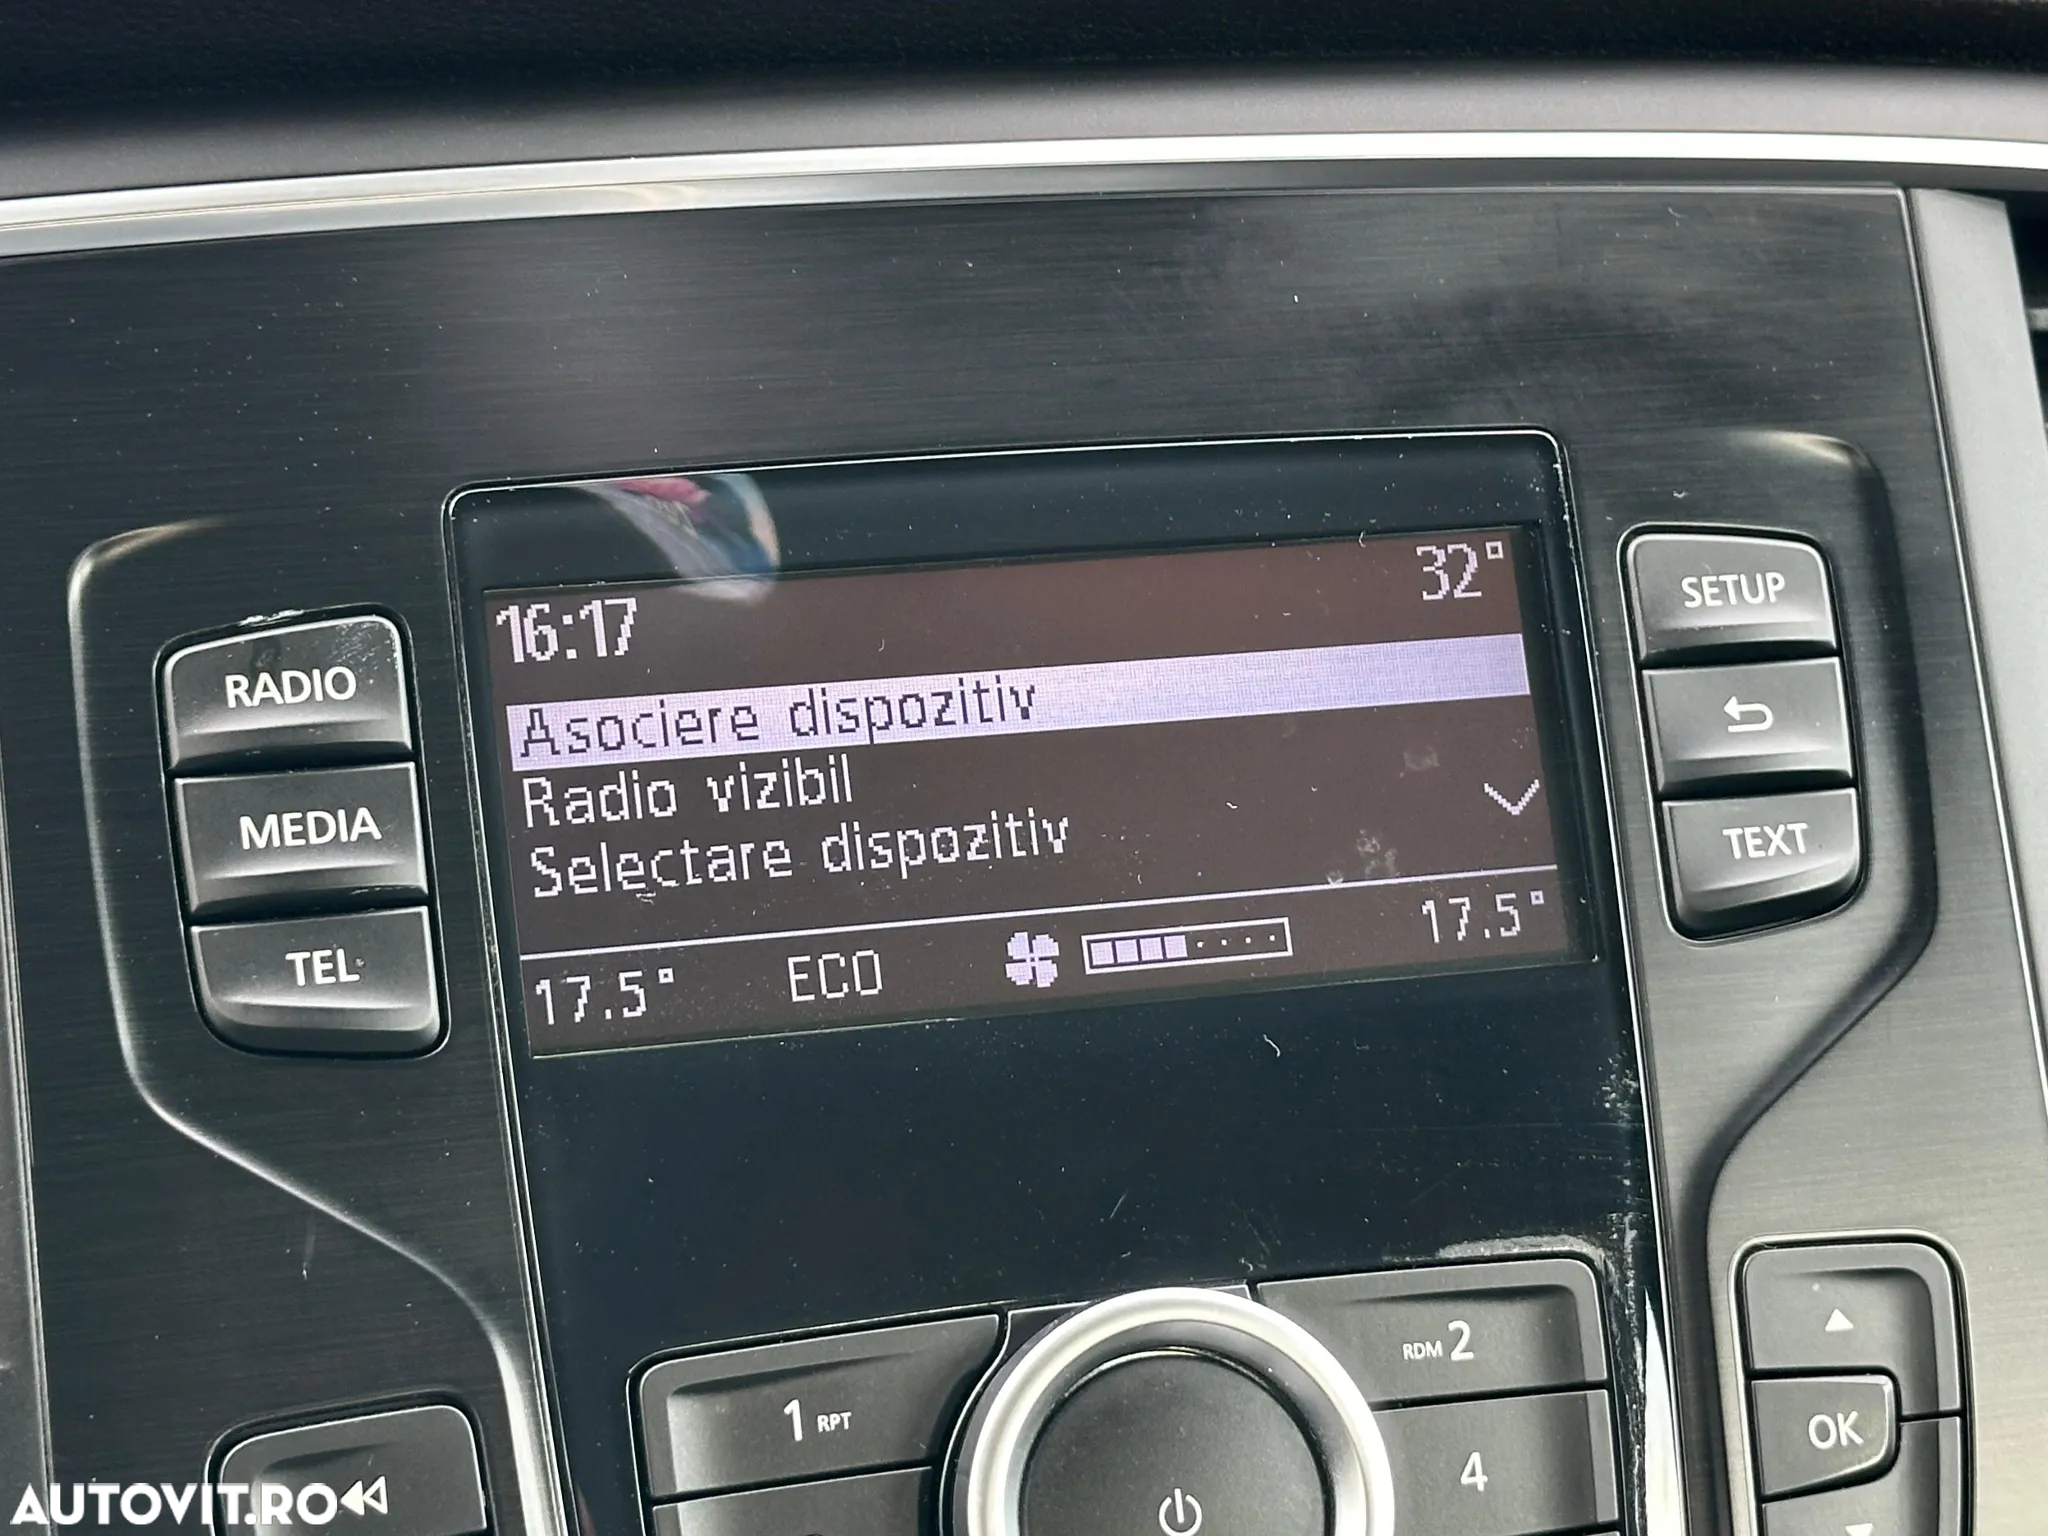 16:17 32°
Asociere dispozitiv
Radio vizibil
Selectare dispozitiv
17.5° ECO 17.5°
RADIO
MEDIA
TEL
SETUP
TEXT
1 RPT
RDM 2
4
OK
AUTOVIT.RO